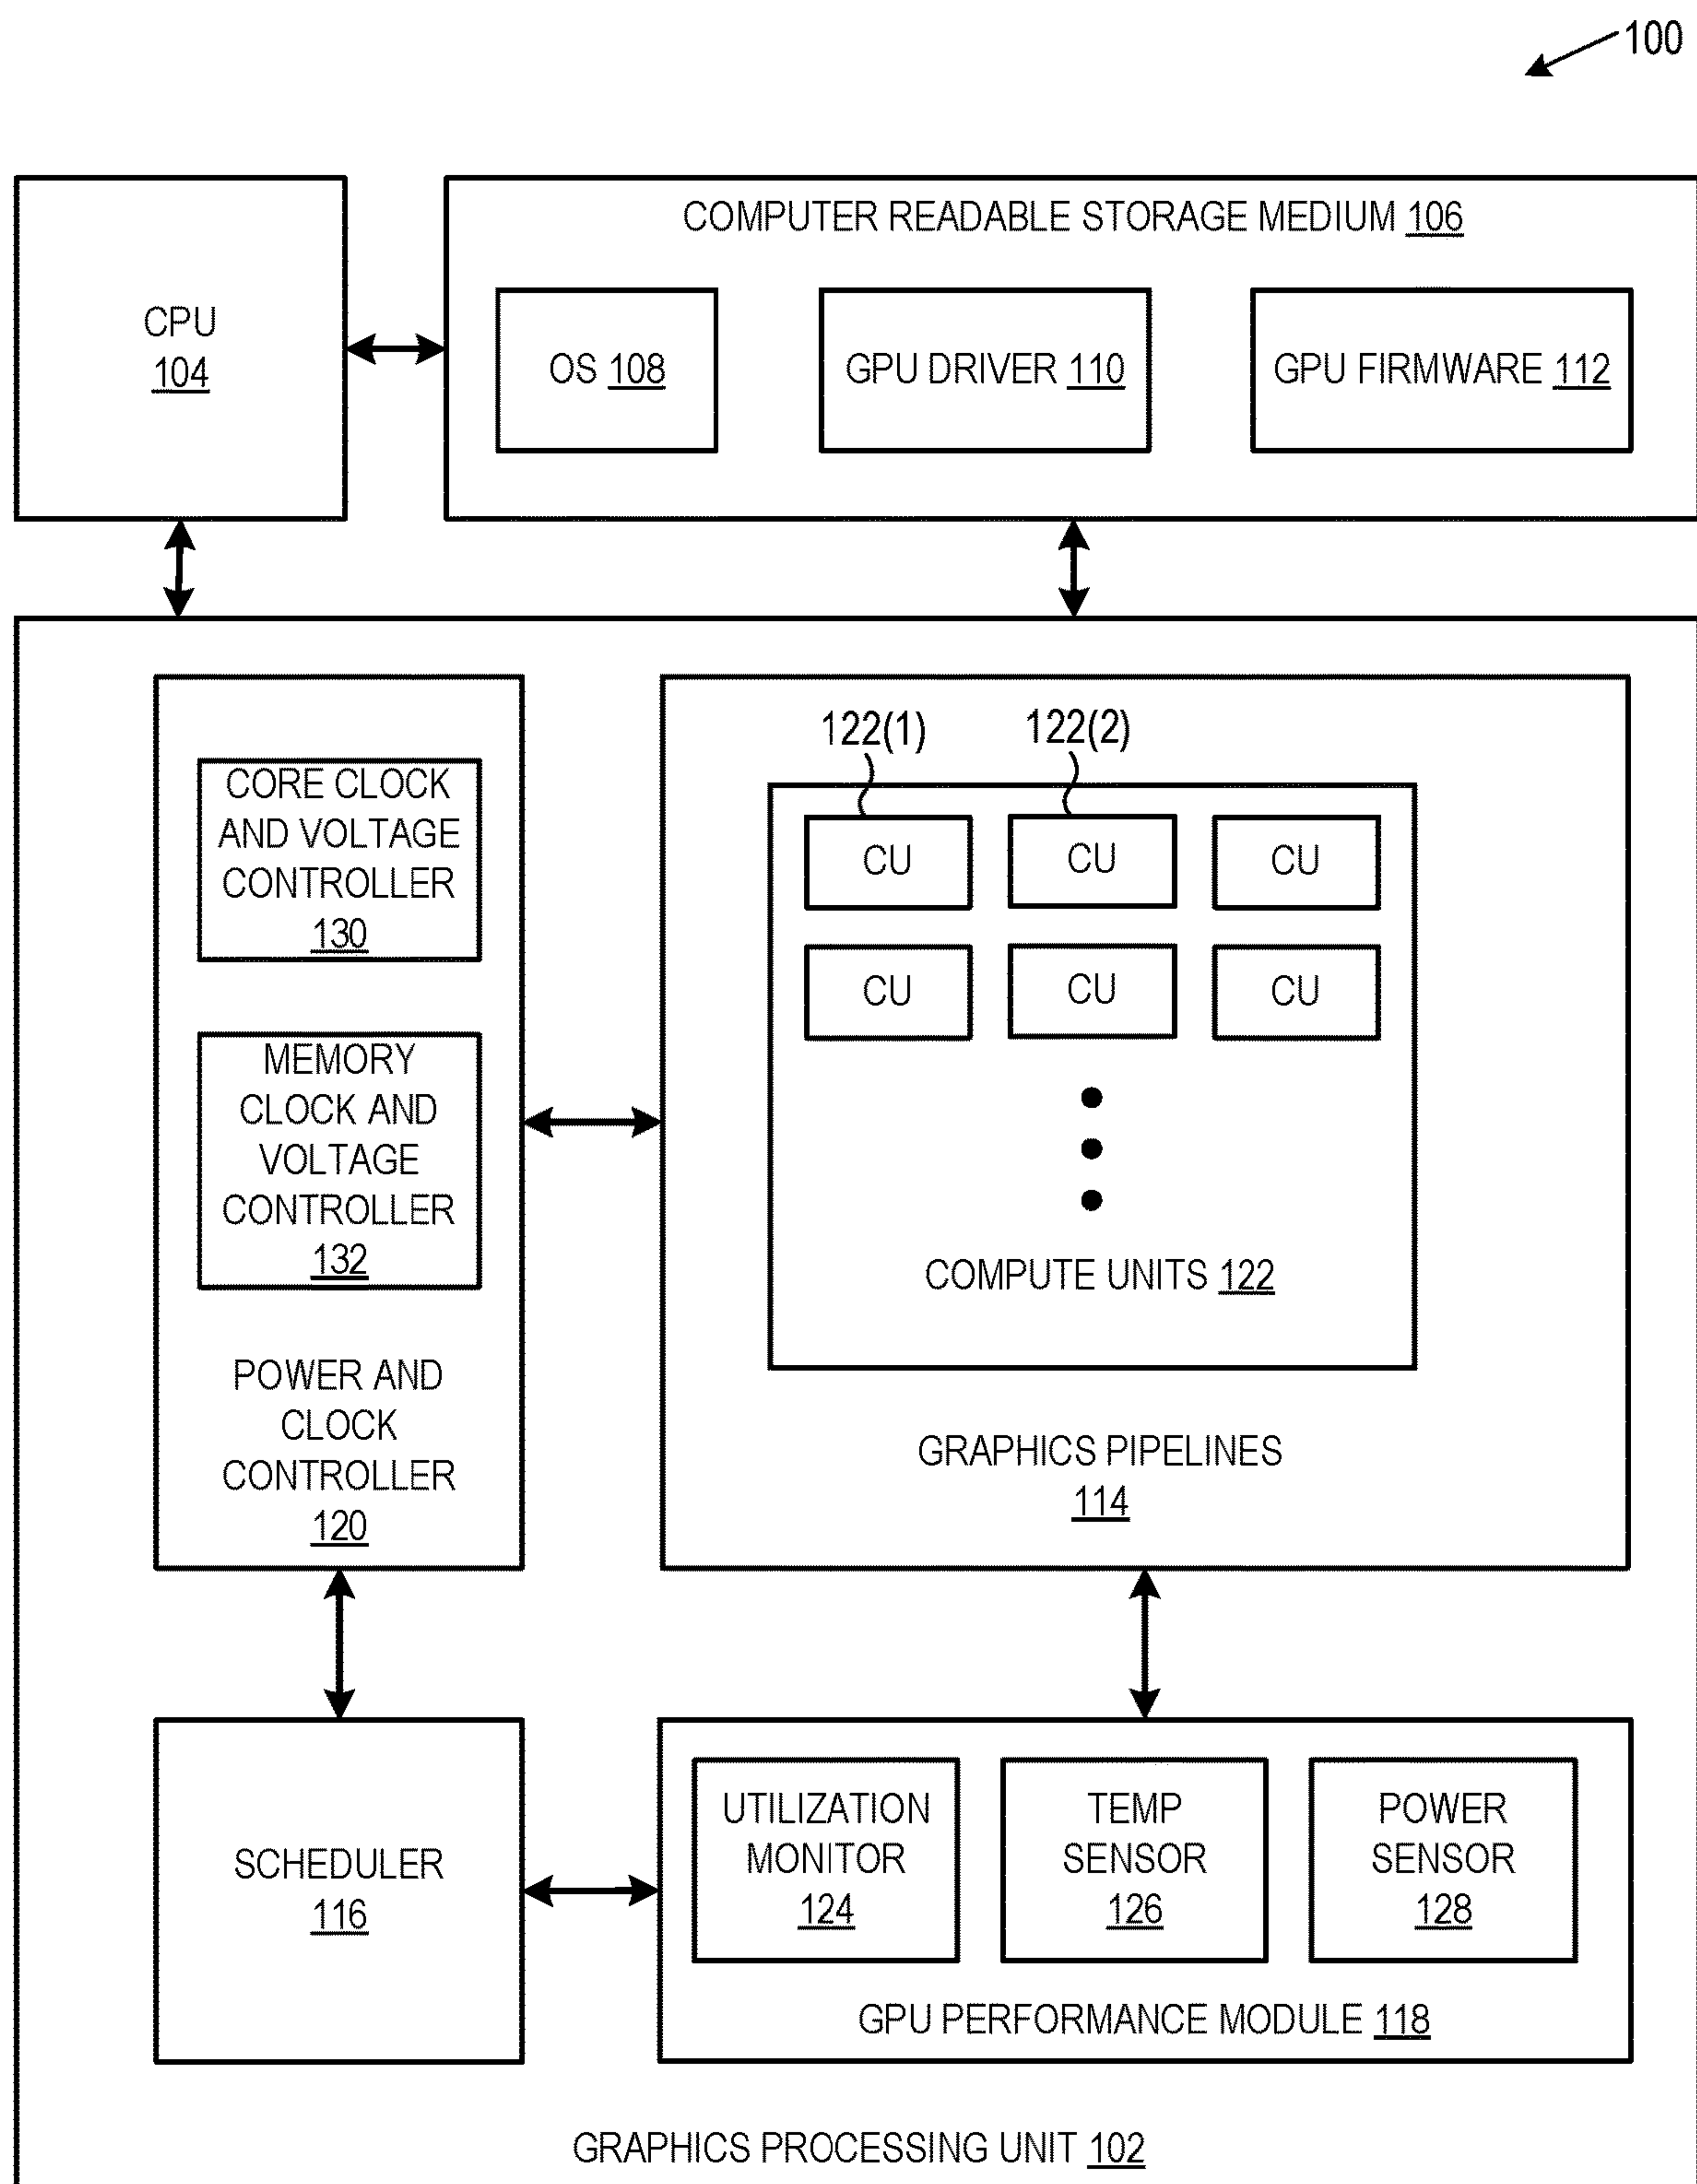 100
COMPUTER READABLE STORAGE MEDIUM 106
CPU
104
OS 108
GPU DRIVER 110
GPU FIRMWARE 112
CORE CLOCK
AND VOLTAGE
CONTROLLER
130
MEMORY
CLOCK AND
VOLTAGE
CONTROLLER
132
POWER AND
CLOCK
CONTROLLER
120
122(1)
122(2)
CU
CU
CU
CU
CU
CU
COMPUTE UNITS 122
GRAPHICS PIPELINES
114
SCHEDULER
116
UTILIZATION
MONITOR
124
TEMP
SENSOR
126
POWER
SENSOR
128
GPU PERFORMANCE MODULE 118
GRAPHICS PROCESSING UNIT 102